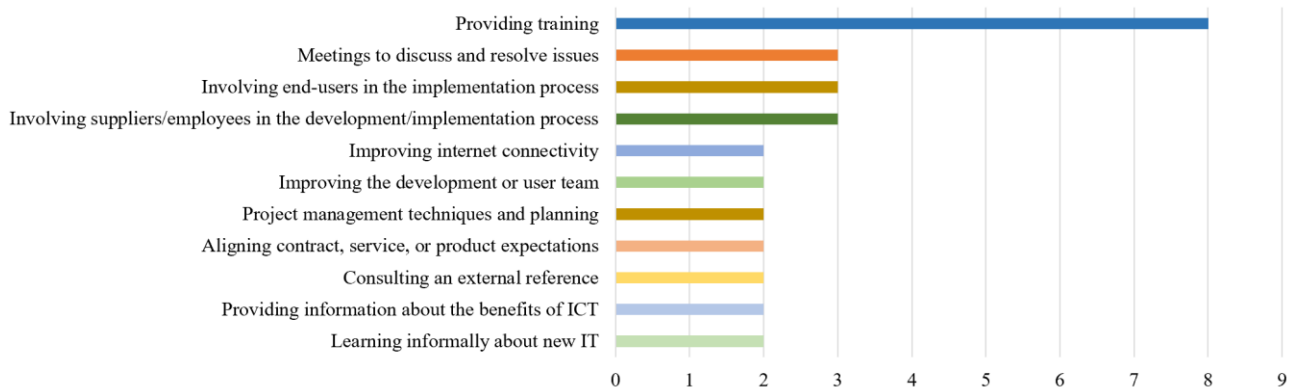 Providing training
Meetings to discuss and resolve issues
Involving end-users in the implementation process
Involving suppliers/employees in the development/implementation process
Improving internet connectivity
Improving the development or user team
Project management techniques and planning
Aligning contract, service, or product expectations
Consulting an external reference
Providing information about the benefits of ICT
Learning informally about new IT
0 1 2 3 4 5 6 7 8 9